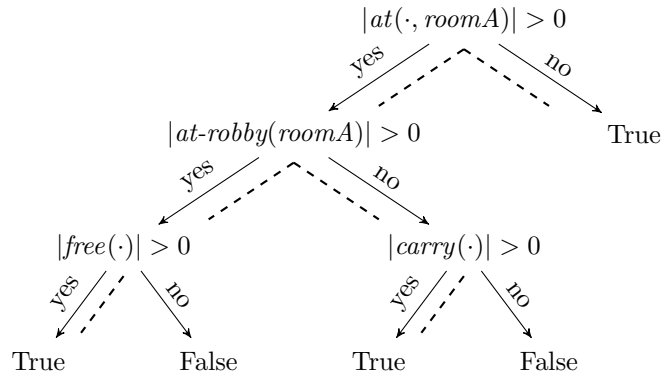 |at(·, roomA)| > 0
yes
no
|at-robby(roomA)| > 0
True
yes
no
|free(·)| > 0
|carry(·)| > 0
yes
no
yes
no
True
False
True
False